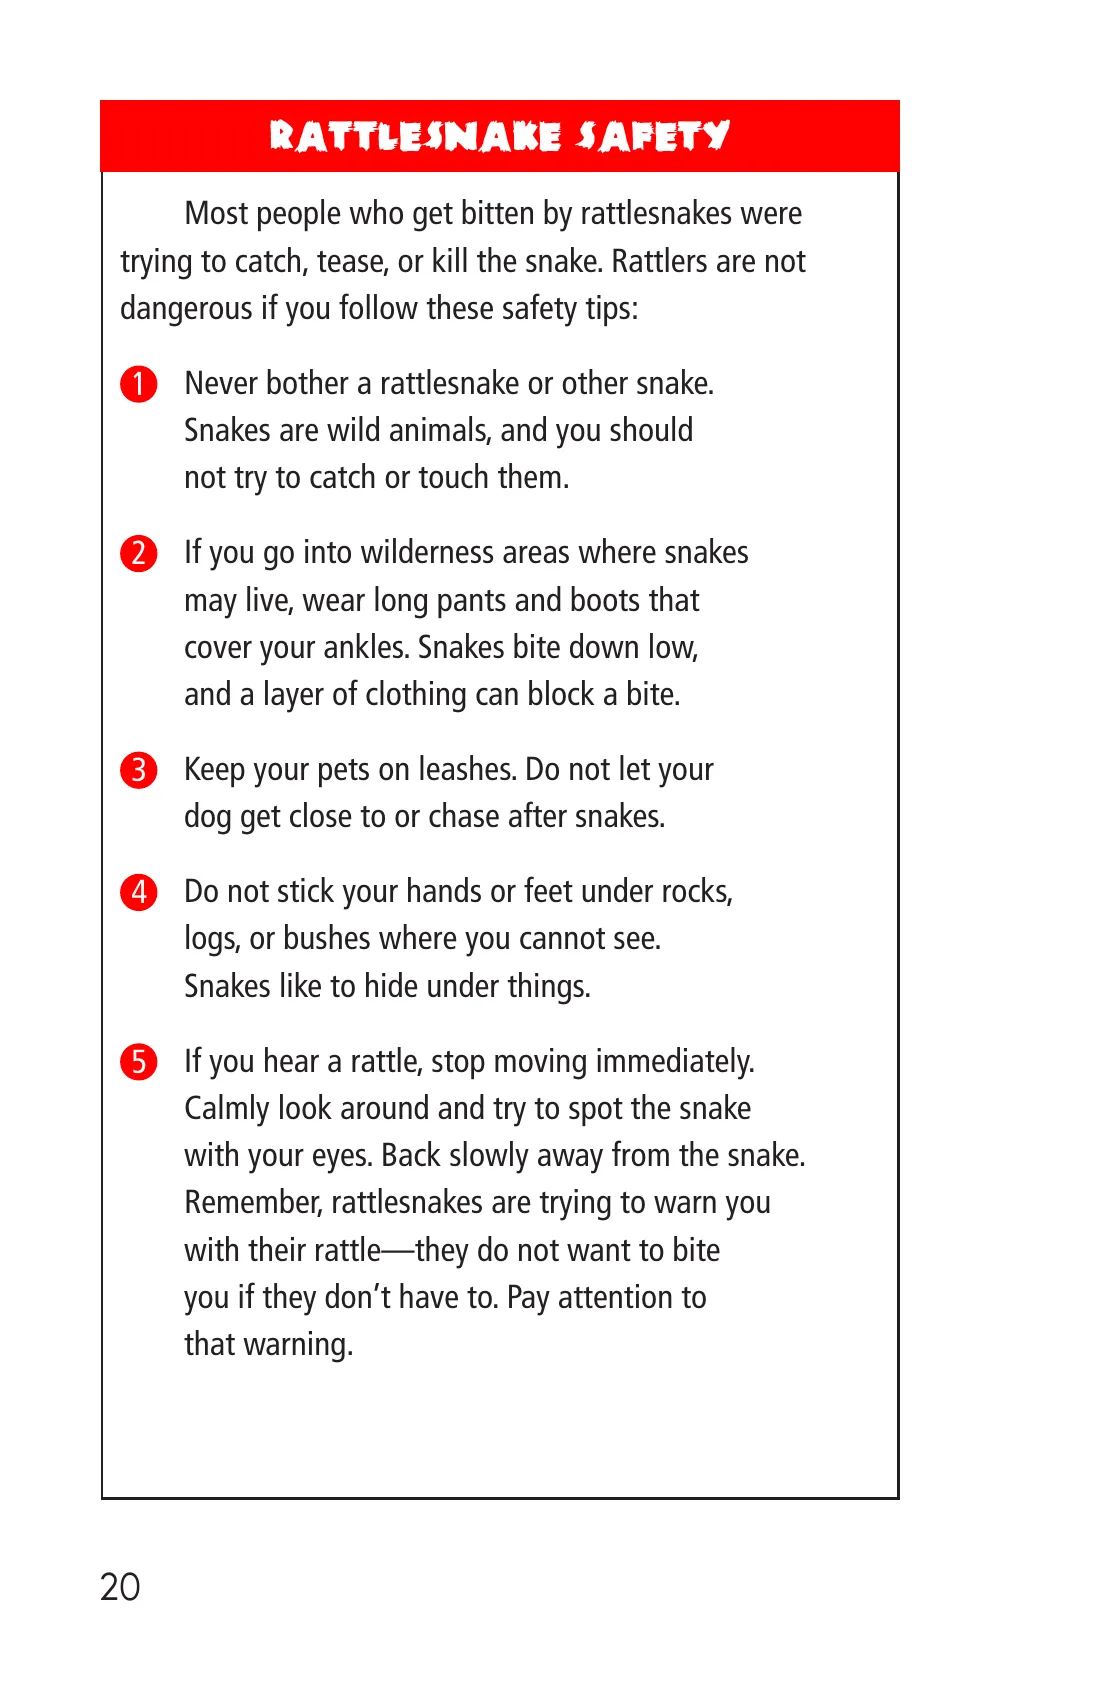 RATTLESNAKE SAFETY
Most people who get bitten by rattlesnakes were
trying to catch, tease, or kill the snake. Rattlers are not
dangerous if you follow these safety tips:
1 Never bother a rattlesnake or other snake.
Snakes are wild animals, and you should
not try to catch or touch them.
2 If you go into wilderness areas where snakes
may live, wear long pants and boots that
cover your ankles. Snakes bite down low,
and a layer of clothing can block a bite.
3 Keep your pets on leashes. Do not let your
dog get close to or chase after snakes.
4 Do not stick your hands or feet under rocks,
logs, or bushes where you cannot see.
Snakes like to hide under things.
5 If you hear a rattle, stop moving immediately.
Calmly look around and try to spot the snake
with your eyes. Back slowly away from the snake.
Remember, rattlesnakes are trying to warn you
with their rattle—they do not want to bite
you if they don’t have to. Pay attention to
that warning.
20